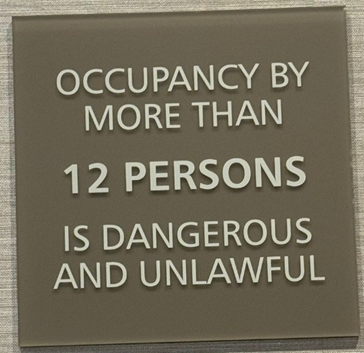 OCCUPANCY BY
MORE THAN
12 PERSONS
IS DANGEROUS
AND UNLAWFUL